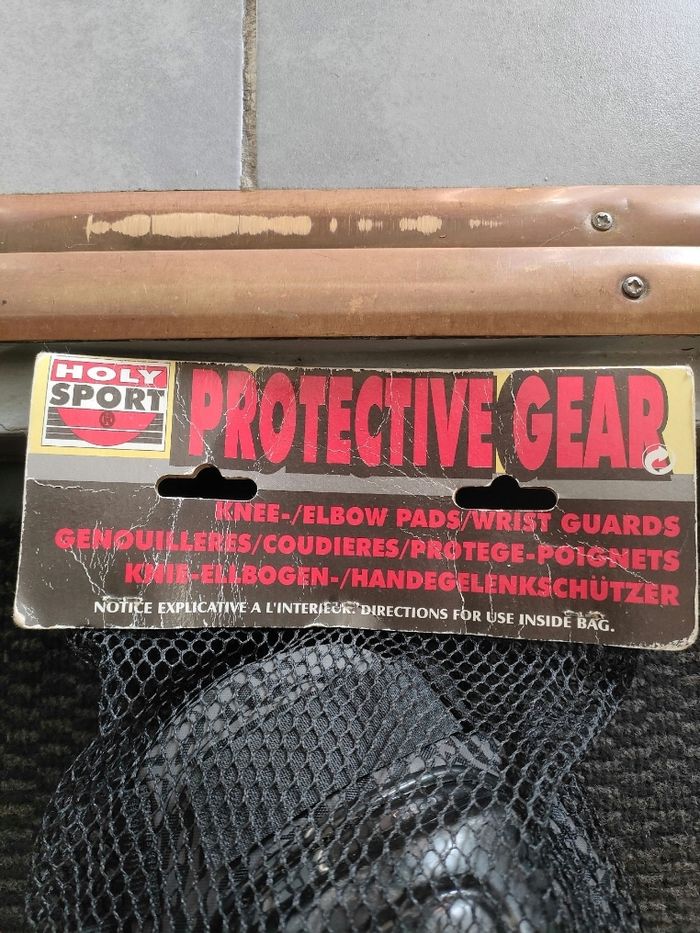 HOLY
SPORT
®
PROTECTIVE GEAR
KNEE-/ELBOW PADS/WRIST GUARDS
GENOUILLERES/COUDIERES/PROTEGE-POIGNETS
KNIE-ELLBOGEN-/HANDEGELENKSCHÜTZER
NOTICE EXPLICATIVE A L'INTERIEUR. DIRECTIONS FOR USE INSIDE BAG.